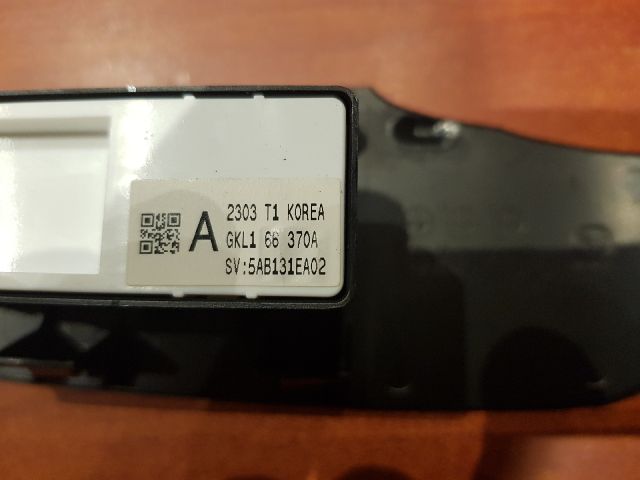 A
2303 T1 KOREA
GKL1 66 370A
SV:5AB131EA02